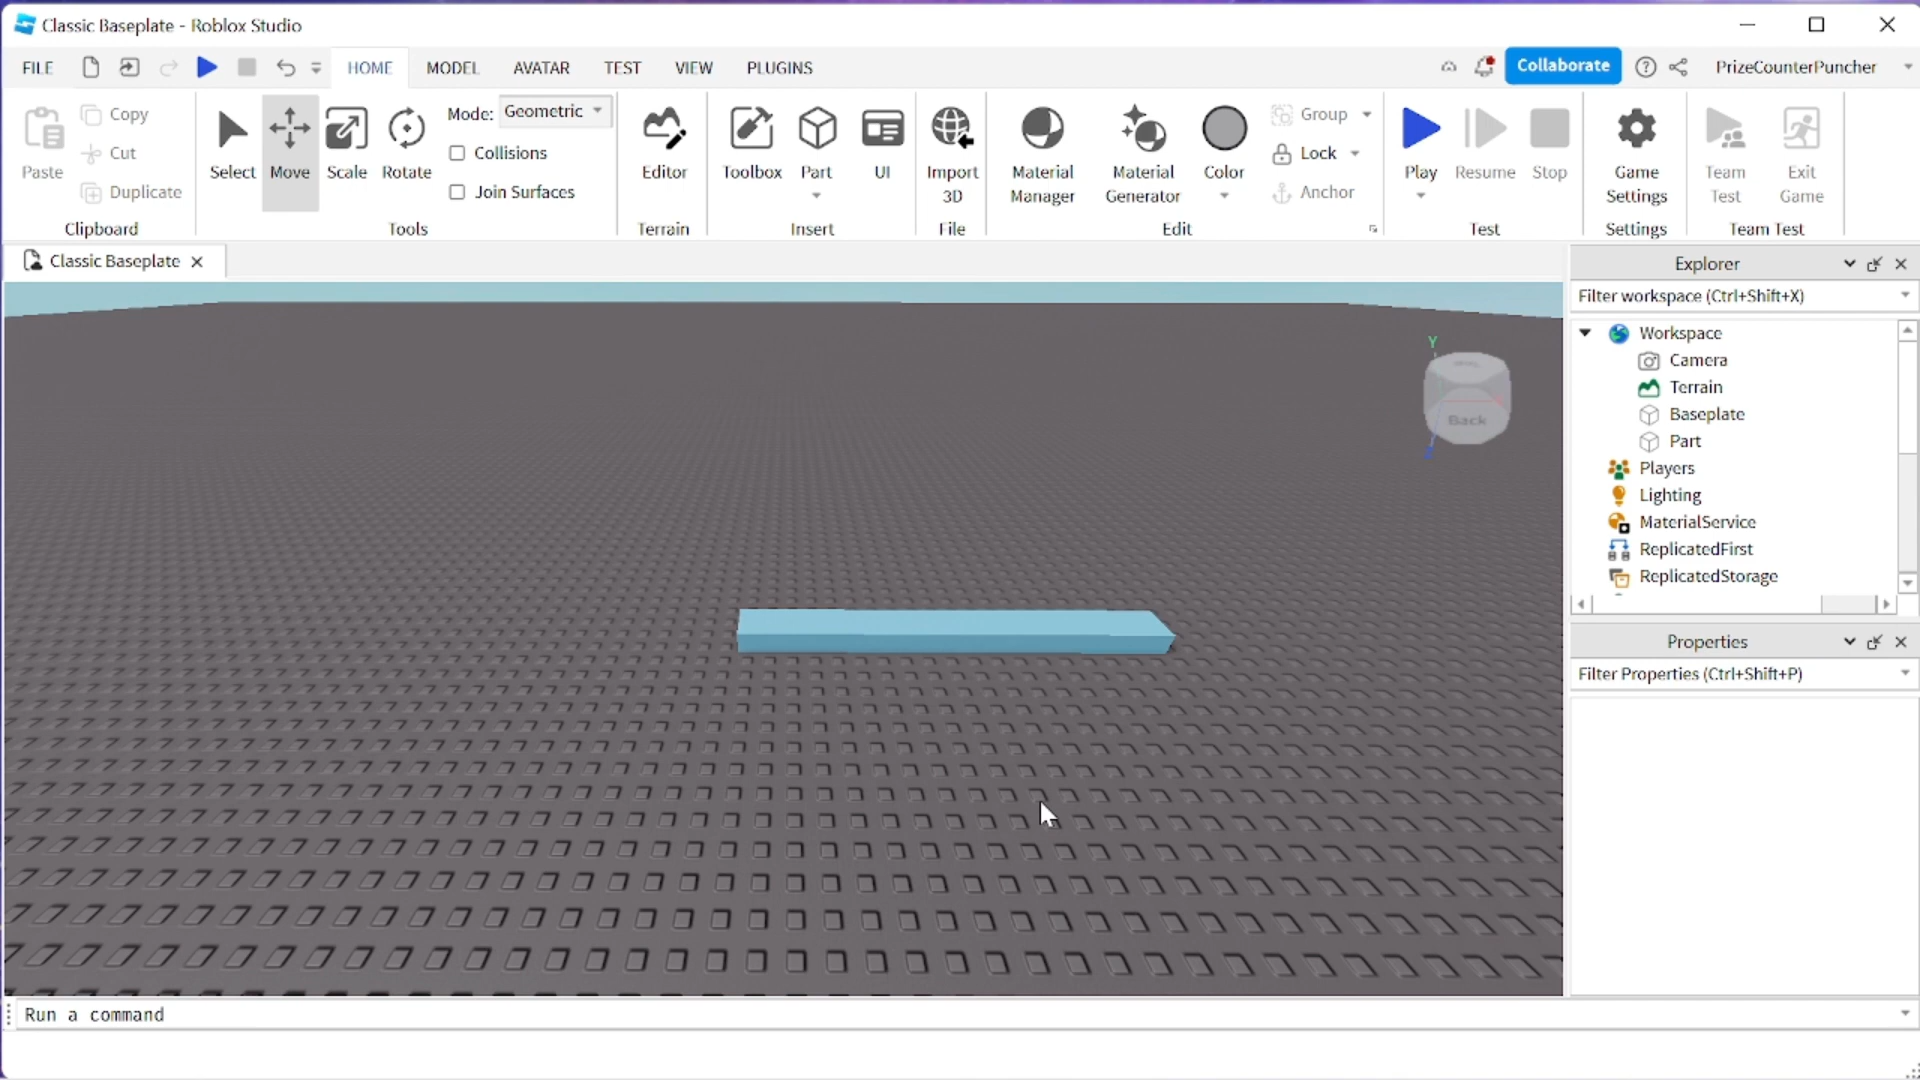 Classic Baseplate - Roblox Studio
FILE HOME MODEL AVATAR TEST VIEW PLUGINS Collaborate PrizeCounterPuncher
Paste
Copy
Cut
Duplicate
Clipboard
Select
Move
Scale
Rotate
Mode: Geometric
Collisions
Join Surfaces
Tools
Editor
Terrain
Toolbox
Part
UI
Insert
Import
3D
File
Material
Manager
Material
Generator
Color
Group
Lock
Anchor
Edit
Play
Resume
Stop
Test
Game
Settings
Settings
Team
Test
Exit
Game
Team Test
Classic Baseplate
Y
Back
Explorer
Filter workspace (Ctrl+Shift+X)
Workspace
Camera
Terrain
Baseplate
Part
Players
Lighting
MaterialService
ReplicatedFirst
ReplicatedStorage
Properties
Filter Properties (Ctrl+Shift+P)
Run a command